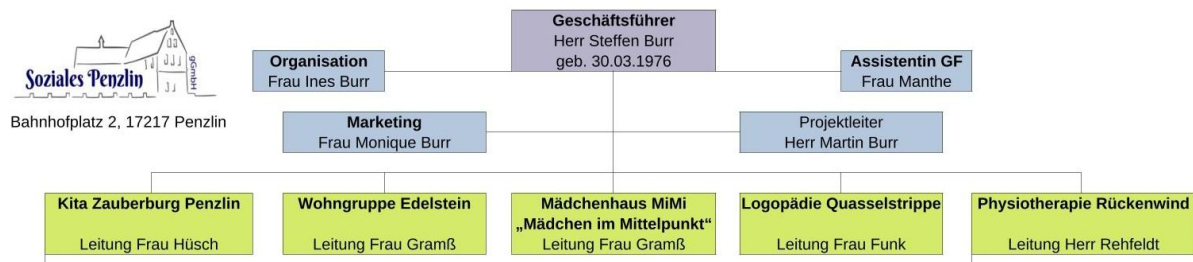 Geschäftsführer
Herr Steffen Burr
geb. 30.03.1976
Organisation
Frau Ines Burr
Assistentin GF
Frau Manthe
Soziales Penzlin
gGmbH
Bahnhofplatz 2, 17217 Penzlin
Marketing
Frau Monique Burr
Projektleiter
Herr Martin Burr
Kita Zauberburg Penzlin
Leitung Frau Hüsch
Wohngruppe Edelstein
Leitung Frau Gramß
Mädchenhaus MiMi
„Mädchen im Mittelpunkt“
Leitung Frau Gramß
Logopädie Quasselstrippe
Leitung Frau Funk
Physiotherapie Rückenwind
Leitung Herr Rehfeldt